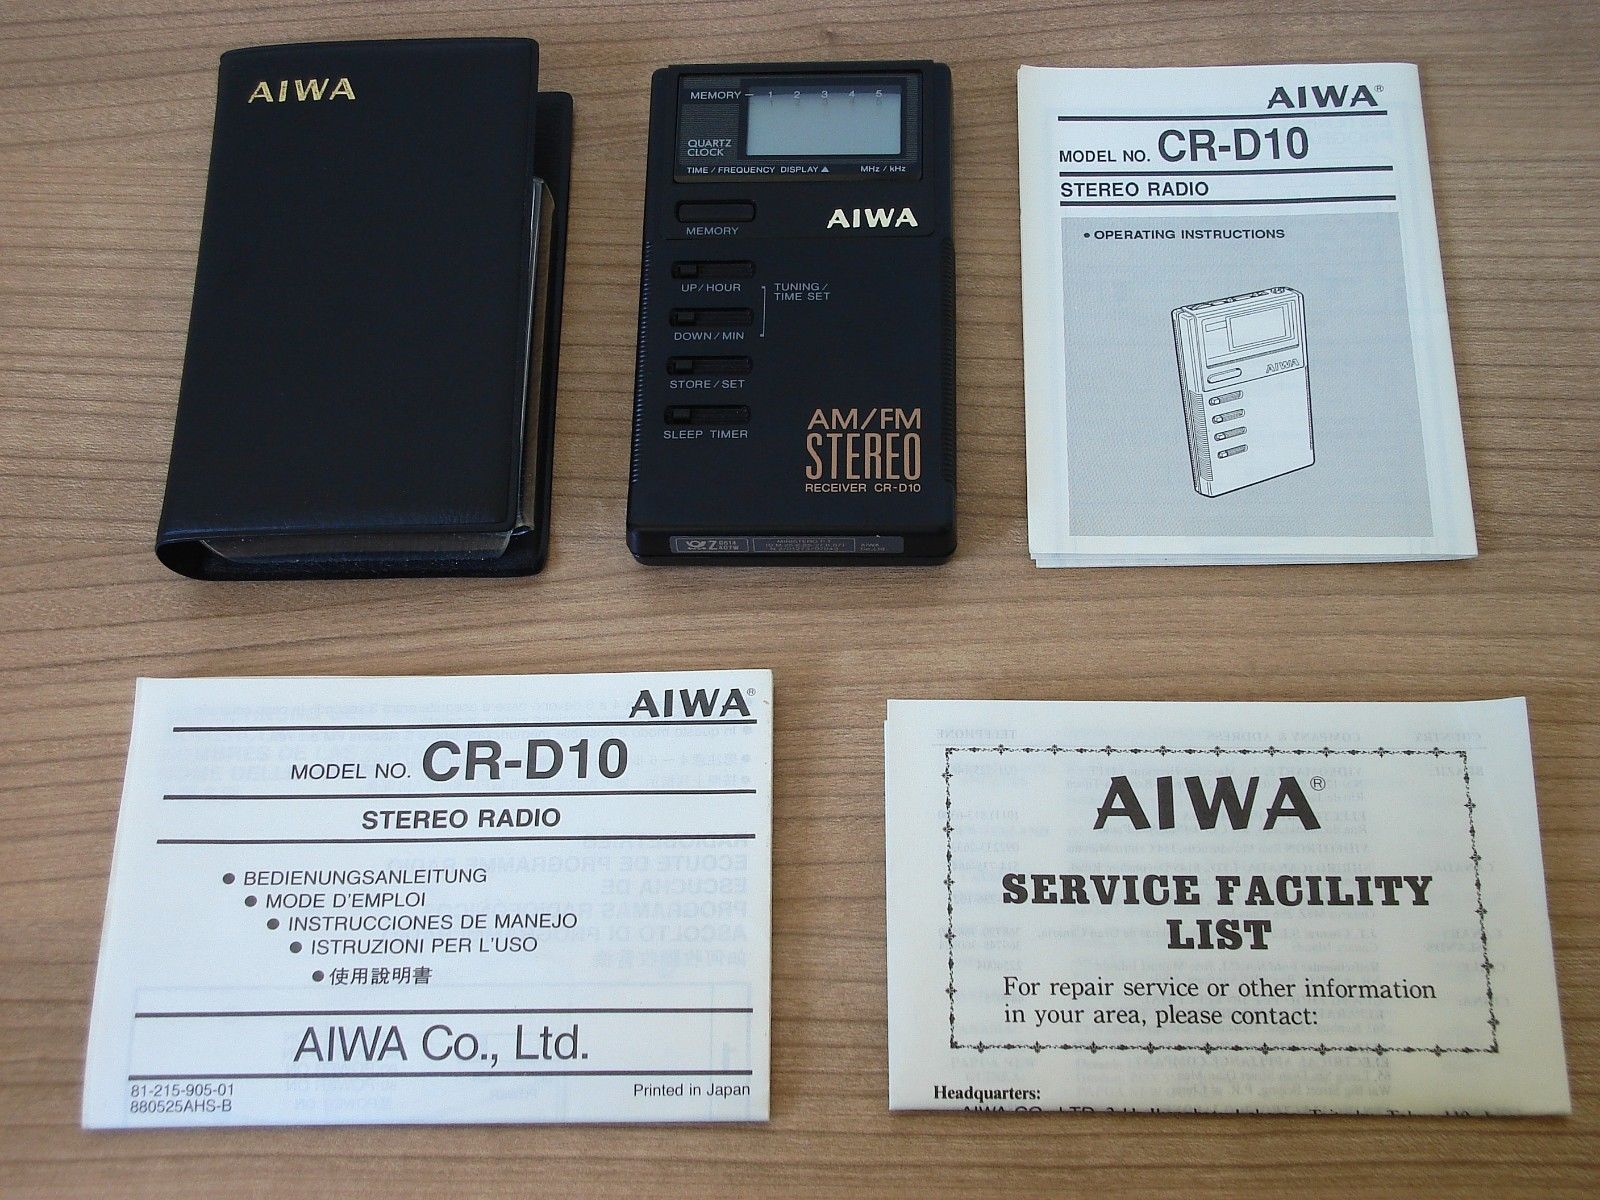 AIWA
MEMORY 1 2 3 4 5
QUARTZ
CLOCK
TIME / FREQUENCY DISPLAY ▲ MHz / kHz
MEMORY
AIWA
UP / HOUR
TUNING /
TIME SET
DOWN / MIN
STORE / SET
SLEEP TIMER
AM/FM
STEREO
RECEIVER CR-D10
AIWA®
MODEL NO. CR-D10
STEREO RADIO
• OPERATING INSTRUCTIONS
AIWA
AIWA®
MODEL NO. CR-D10
STEREO RADIO
● BEDIENUNGSANLEITUNG
● MODE D'EMPLOI
● INSTRUCCIONES DE MANEJO
● ISTRUZIONI PER L'USO
● 使用說明書
AIWA Co., Ltd.
81-215-905-01
880525AHS-B
Printed in Japan
AIWA®
SERVICE FACILITY
LIST
For repair service or other information
in your area, please contact:
Headquarters: